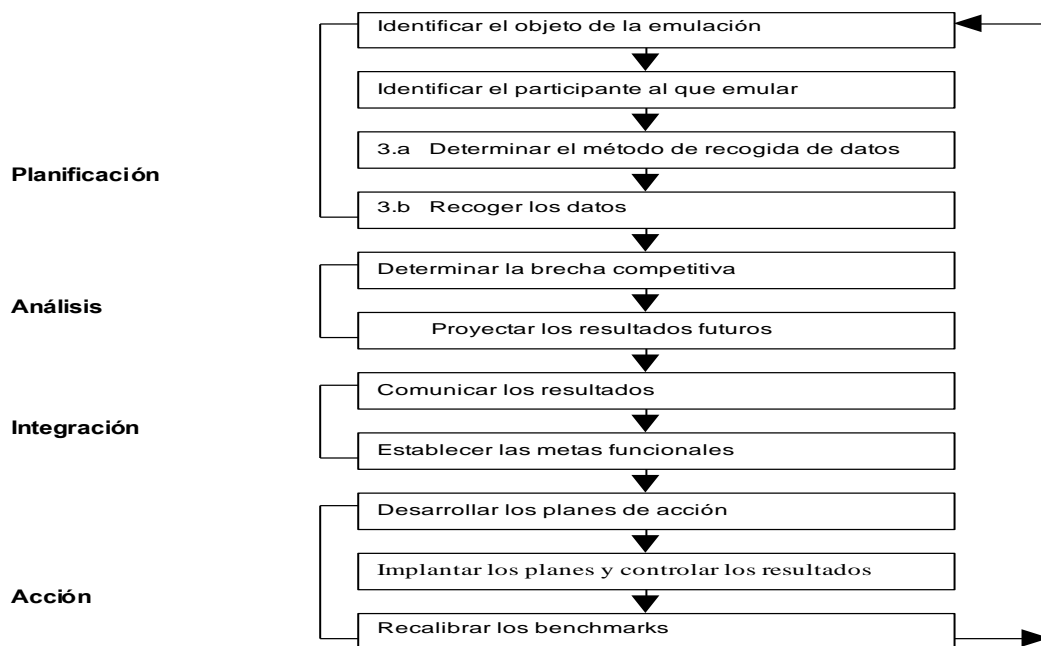 Identificar el objeto de la emulación
Identificar el participante al que emular
3.a Determinar el método de recogida de datos
Planificación
3.b Recoger los datos
Determinar la brecha competitiva
Análisis
Proyectar los resultados futuros
Comunicar los resultados
Integración
Establecer las metas funcionales
Desarrollar los planes de acción
Implantar los planes y controlar los resultados
Acción
Recalibrar los benchmarks